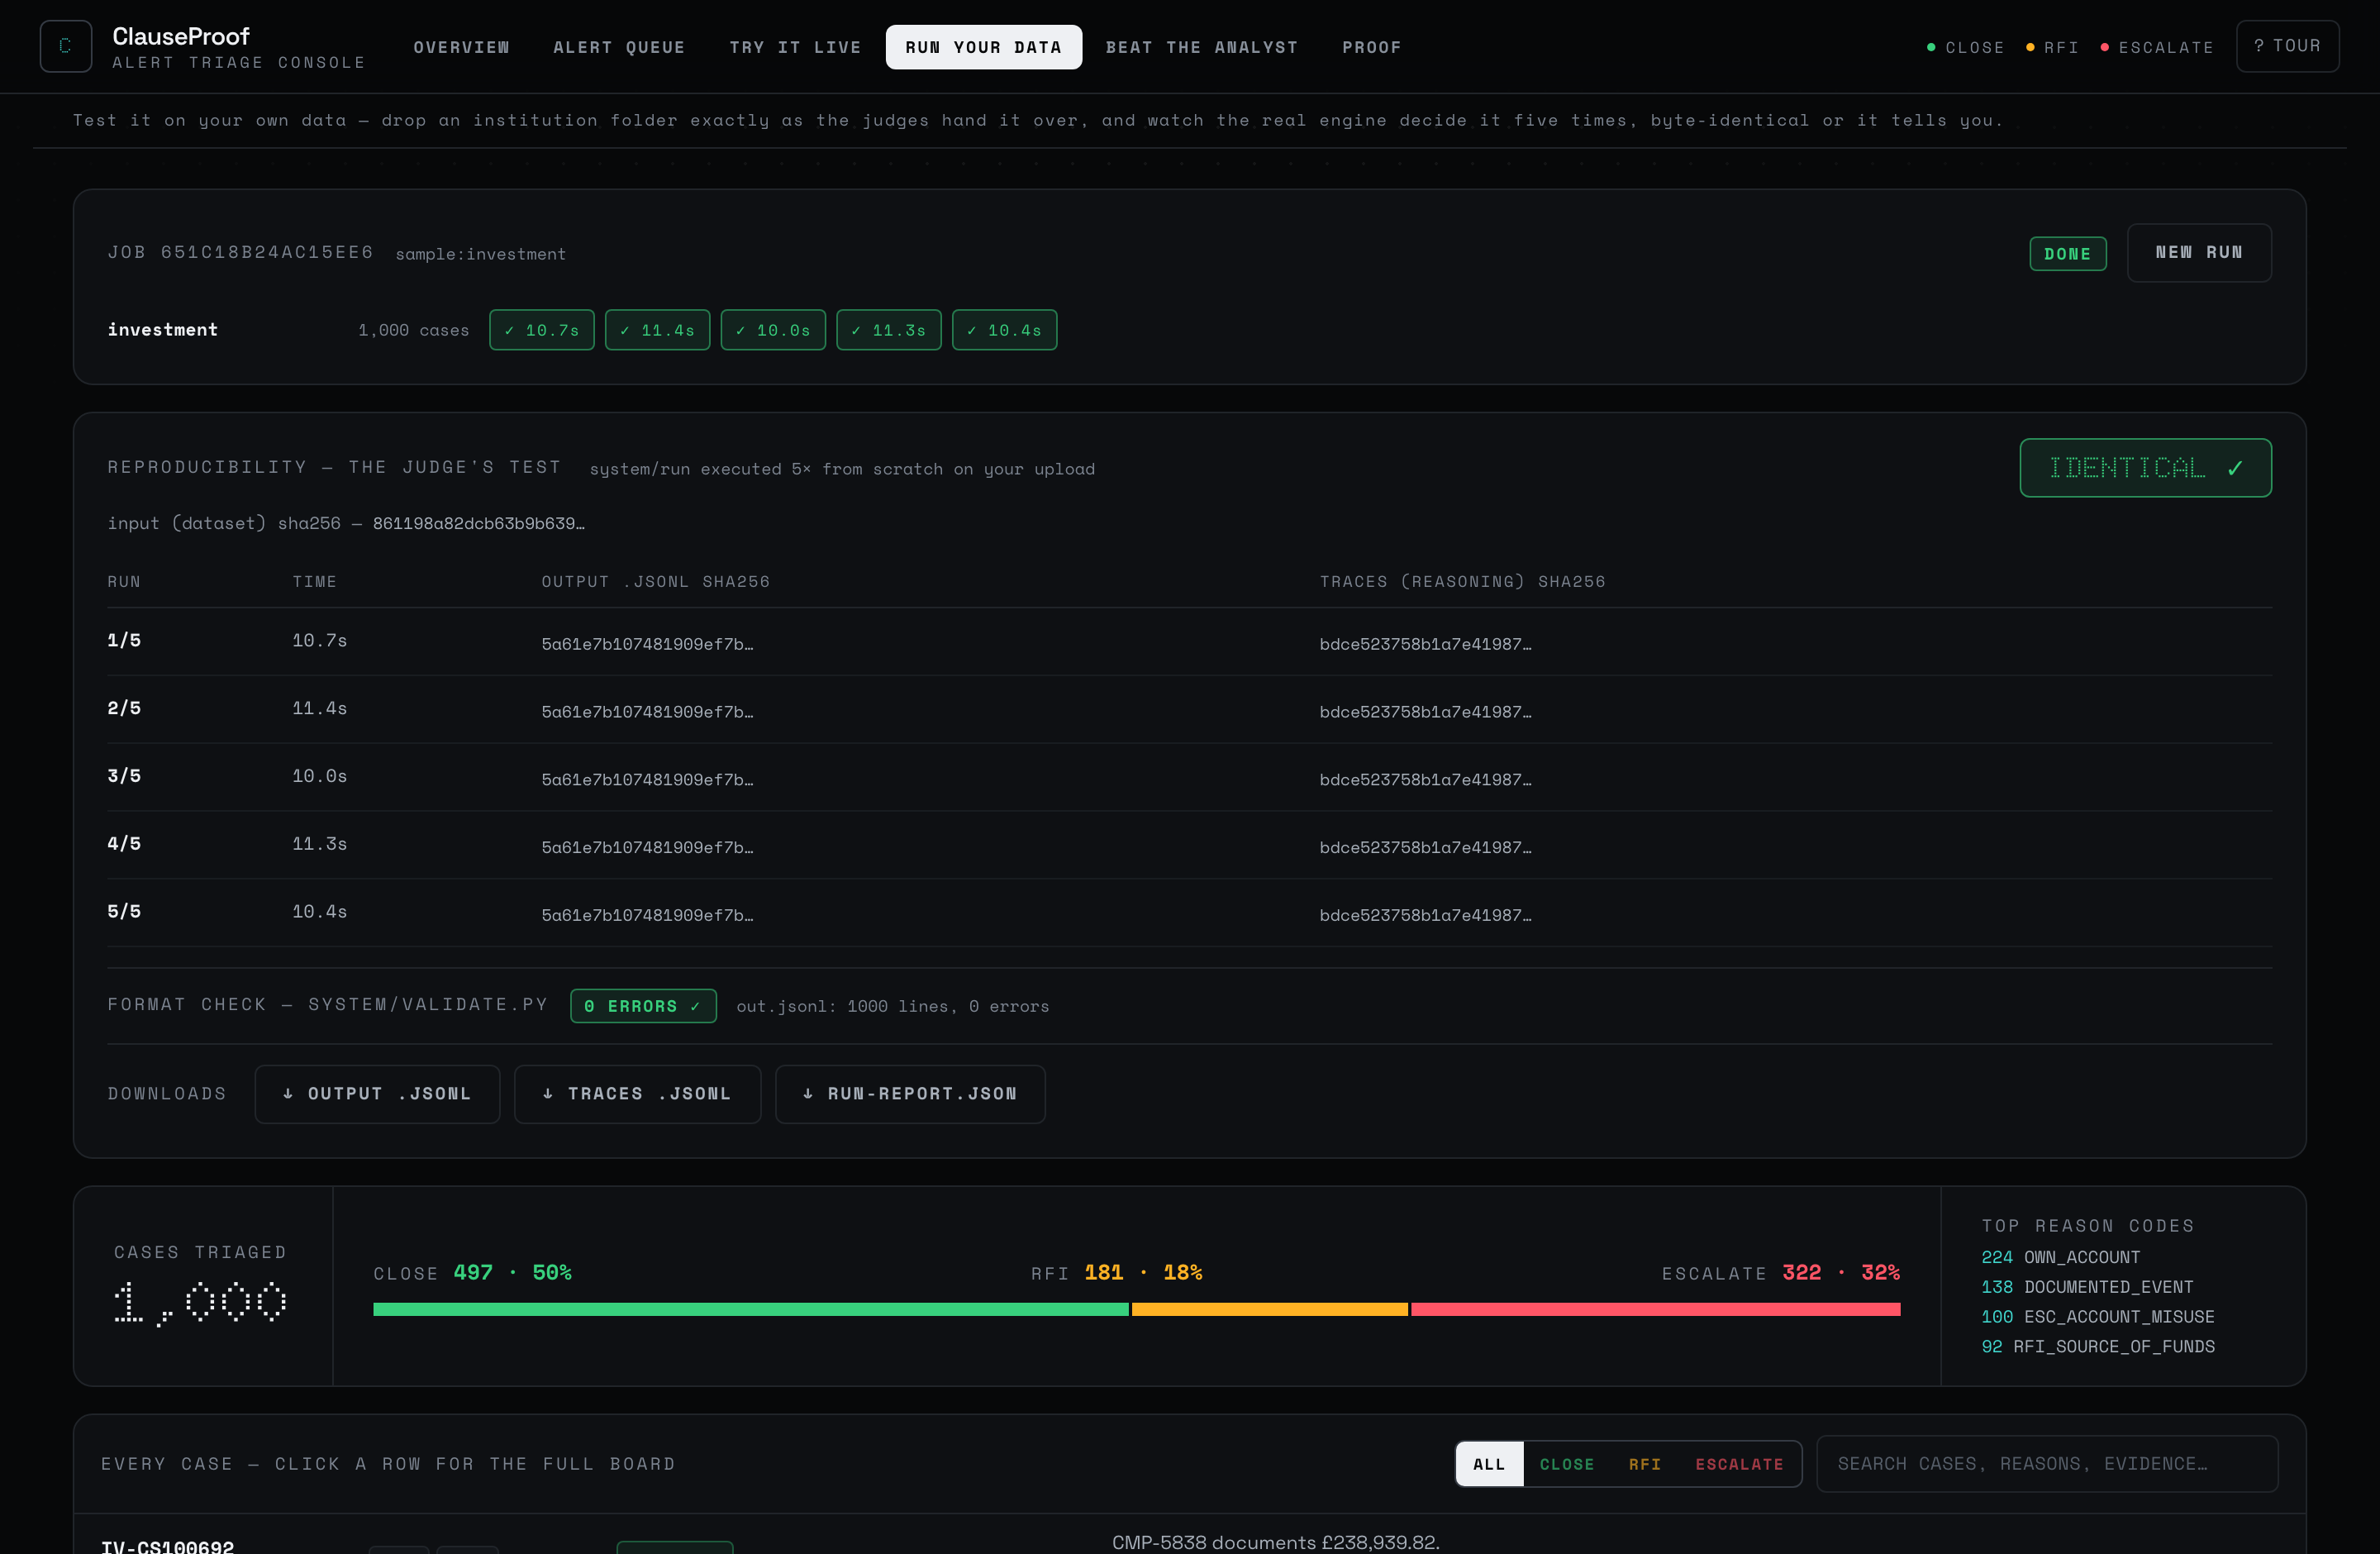 C
ClauseProof
ALERT TRIAGE CONSOLE
OVERVIEW
ALERT QUEUE
TRY IT LIVE
RUN YOUR DATA
BEAT THE ANALYST
PROOF
CLOSE
RFI
ESCALATE
? TOUR
Test it on your own data — drop an institution folder exactly as the judges hand it over, and watch the real engine decide it five times, byte-identical or it tells you.
JOB 651C18B24AC15EE6 sample:investment
DONE
NEW RUN
investment 1,000 cases ✓ 10.7s ✓ 11.4s ✓ 10.0s ✓ 11.3s ✓ 10.4s
REPRODUCIBILITY — THE JUDGE'S TEST system/run executed 5× from scratch on your upload
IDENTICAL ✓
input (dataset) sha256 — 861198a82dcb63b9b639…
RUN TIME OUTPUT .JSONL SHA256 TRACES (REASONING) SHA256
1/5 10.7s 5a61e7b107481909ef7b… bdce523758b1a7e41987…
2/5 11.4s 5a61e7b107481909ef7b… bdce523758b1a7e41987…
3/5 10.0s 5a61e7b107481909ef7b… bdce523758b1a7e41987…
4/5 11.3s 5a61e7b107481909ef7b… bdce523758b1a7e41987…
5/5 10.4s 5a61e7b107481909ef7b… bdce523758b1a7e41987…
FORMAT CHECK — SYSTEM/VALIDATE.PY 0 ERRORS ✓ out.jsonl: 1000 lines, 0 errors
DOWNLOADS ↓ OUTPUT .JSONL ↓ TRACES .JSONL ↓ RUN-REPORT.JSON
CASES TRIAGED
1,000
CLOSE 497 · 50%
RFI 181 · 18%
ESCALATE 322 · 32%
TOP REASON CODES
224 OWN_ACCOUNT
138 DOCUMENTED_EVENT
100 ESC_ACCOUNT_MISUSE
92 RFI_SOURCE_OF_FUNDS
EVERY CASE — CLICK A ROW FOR THE FULL BOARD
ALL CLOSE RFI ESCALATE
SEARCH CASES, REASONS, EVIDENCE…
IV-CS100692
CMP-5838 documents £238,939.82.